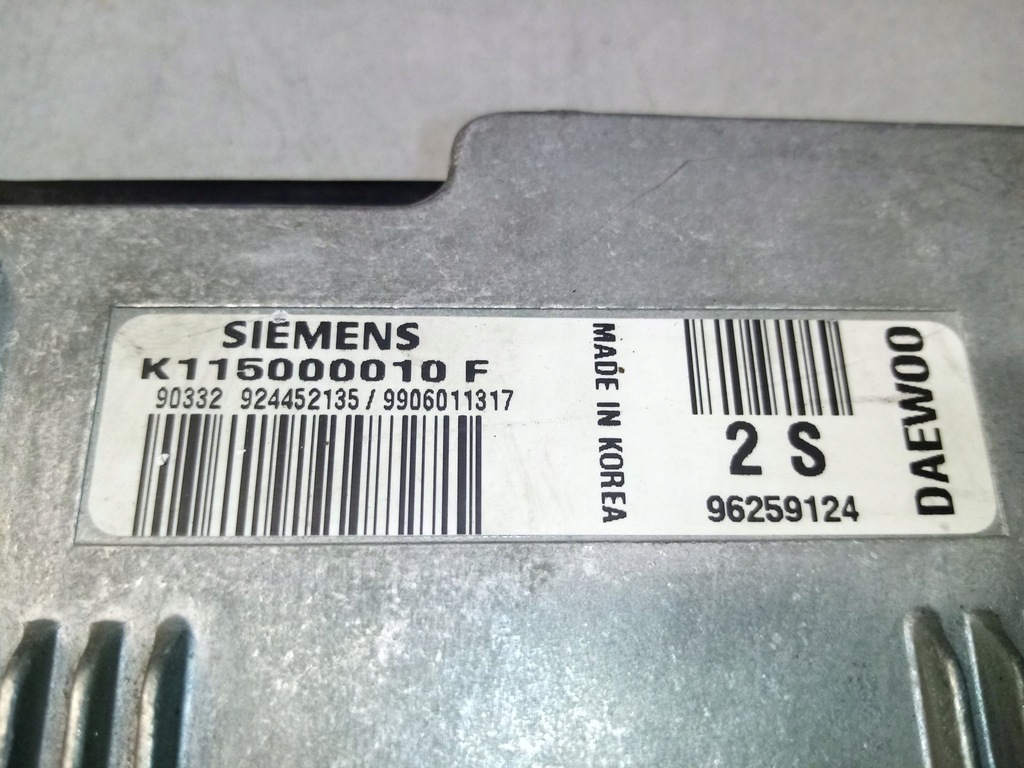 SIEMENS
K115000010 F
90332 924452135 / 9906011317
MADE IN KOREA
2 S
96259124
DAEWOO